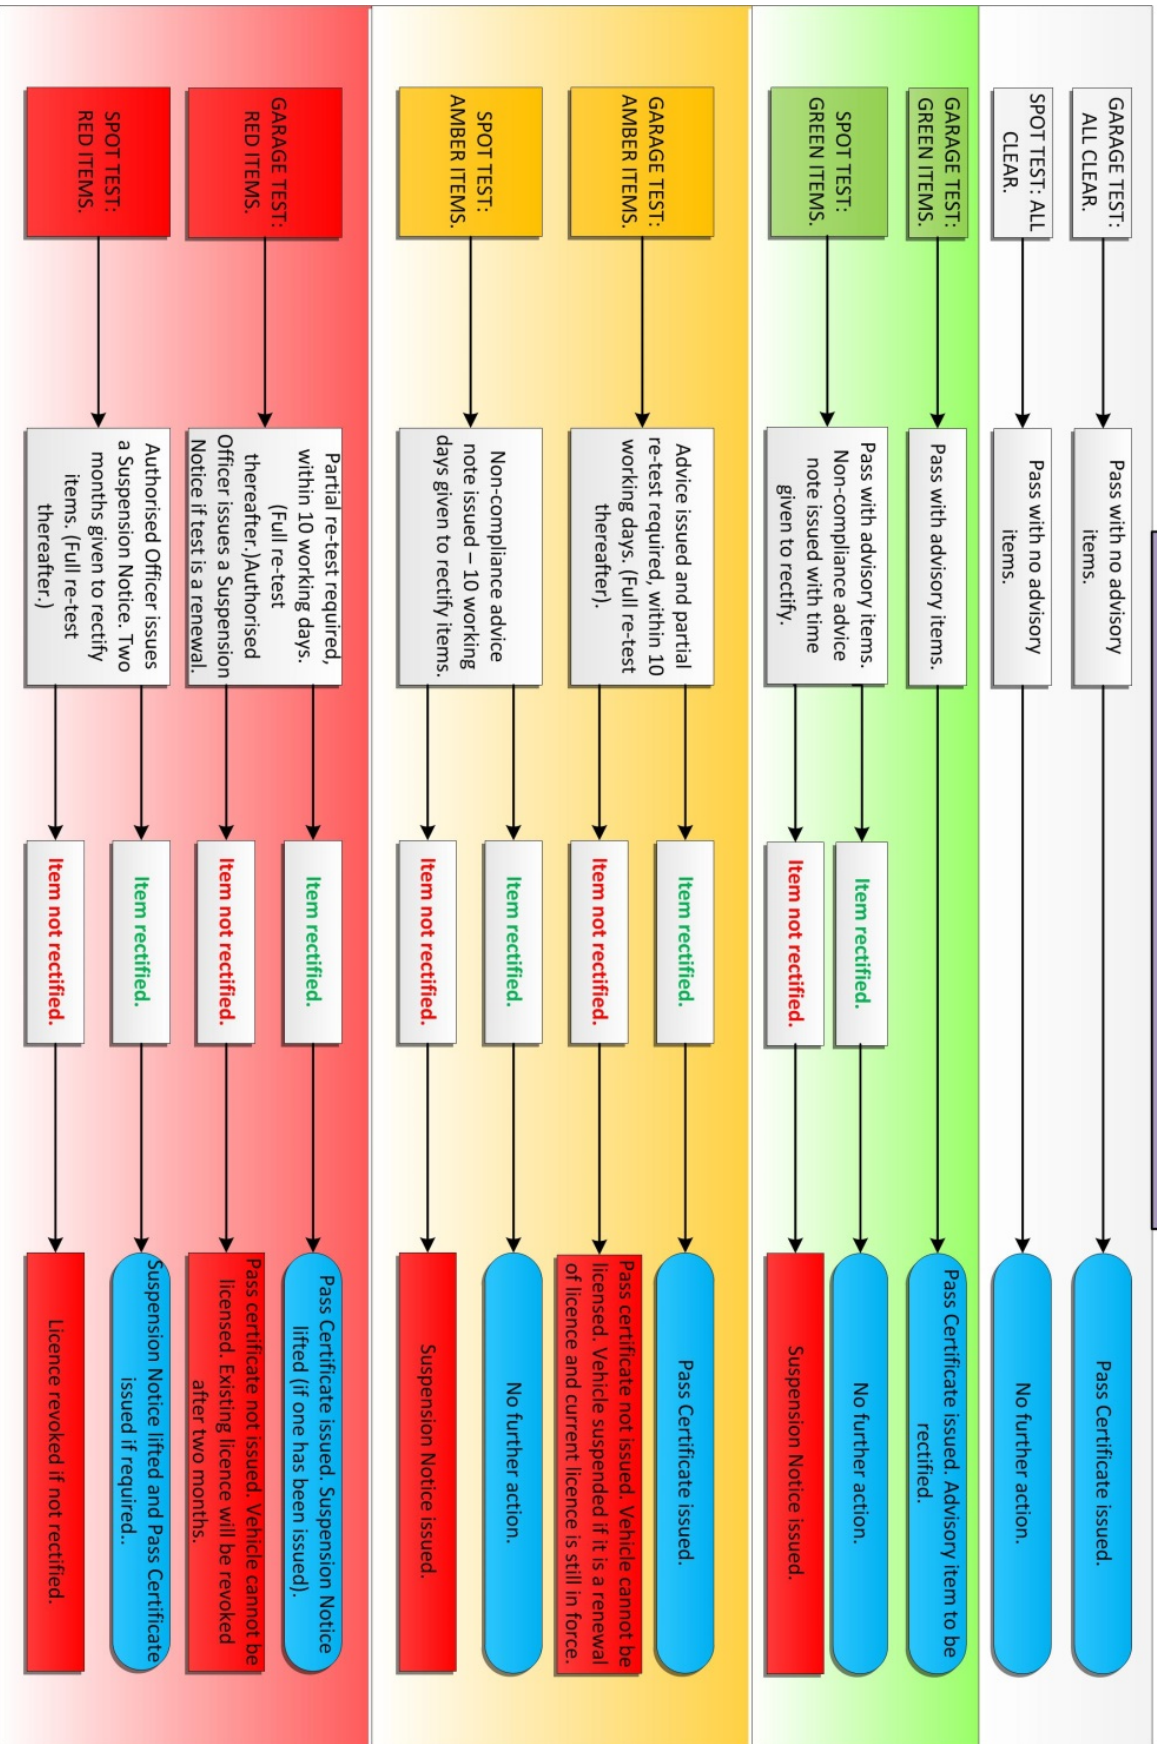 GARAGE TEST:
ALL CLEAR.
Pass with no advisory
items.
Pass Certificate issued.
SPOT TEST: ALL
CLEAR.
Pass with no advisory
items.
No further action.
GARAGE TEST:
GREEN ITEMS.
Pass with advisory items.
Pass Certificate issued. Advisory item to be
rectified.
SPOT TEST:
GREEN ITEMS.
Pass with advisory items.
Non-compliance advice
note issued with time
given to rectify.
Item rectified.
No further action.
Item not rectified.
Suspension Notice issued.
GARAGE TEST:
AMBER ITEMS.
Advice issued and partial
re-test required, within 10
working days. (Full re-test
thereafter).
Item rectified.
Pass Certificate issued.
Item not rectified.
Pass certificate not issued. Vehicle cannot be
licensed. Vehicle suspended if it is a renewal
of licence and current licence is still in force.
SPOT TEST:
AMBER ITEMS.
Non-compliance advice
note issued – 10 working
days given to rectify items.
Item rectified.
No further action.
Item not rectified.
Suspension Notice issued.
GARAGE TEST:
RED ITEMS.
Partial re-test required,
within 10 working days.
(Full re-test
thereafter.)Authorised
Officer issues a Suspension
Notice if test is a renewal.
Item rectified.
Pass Certificate issued. Suspension Notice
lifted (if one has been issued).
Item not rectified.
Pass certificate not issued. Vehicle cannot be
licensed. Existing licence will be revoked
after two months.
SPOT TEST:
RED ITEMS.
Authorised Officer issues
a Suspension Notice. Two
months given to rectify
items. (Full re-test
thereafter.)
Item rectified.
Suspension Notice lifted and Pass Certificate
issued if required..
Item not rectified.
Licence revoked if not rectified.